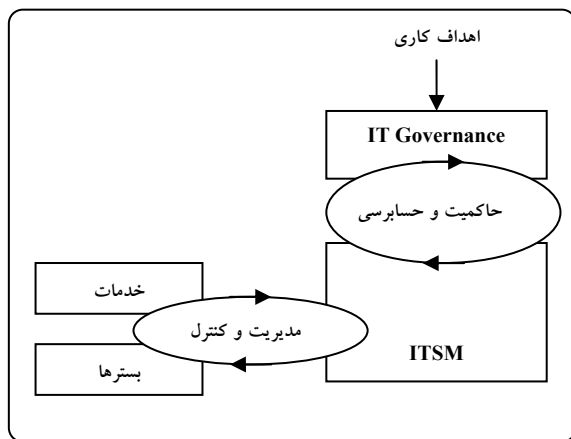 اهداف کاری
IT Governance
حاکمیت و حسابرسی
خدمات
مدیریت و کنترل
بسترها
ITSM